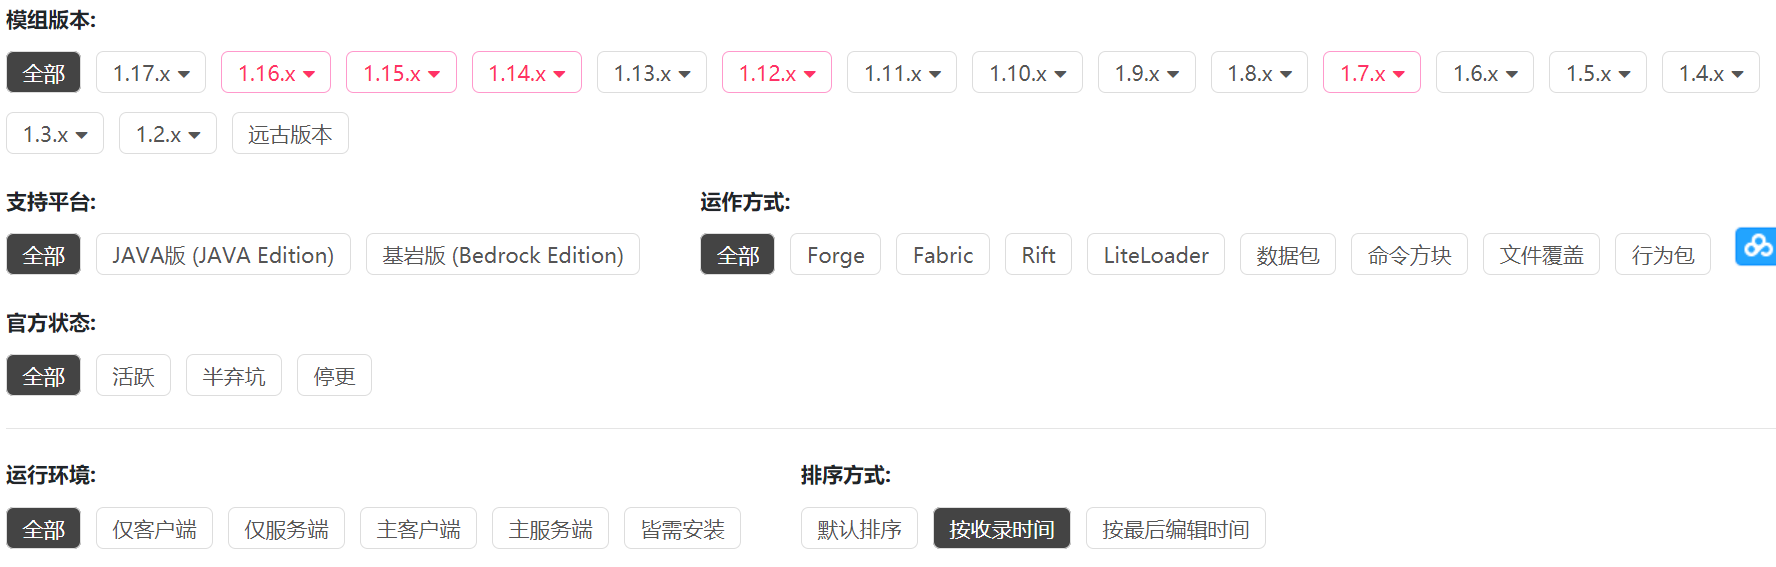 模组版本:
全部 1.17.x 1.16.x 1.15.x 1.14.x 1.13.x 1.12.x 1.11.x 1.10.x 1.9.x 1.8.x 1.7.x 1.6.x 1.5.x 1.4.x
1.3.x 1.2.x 远古版本
支持平台: 运作方式:
全部 JAVA版 (JAVA Edition) 基岩版 (Bedrock Edition) 全部 Forge Fabric Rift LiteLoader 数据包 命令方块 文件覆盖 行为包
官方状态:
全部 活跃 半弃坑 停更
运行环境: 排序方式:
全部 仅客户端 仅服务端 主客户端 主服务端 皆需安装 默认排序 按收录时间 按最后编辑时间